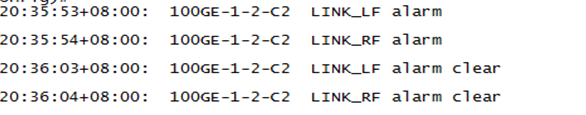 20:35:53+08:00:  100GE-1-2-C2  LINK_LF alarm
20:35:54+08:00:  100GE-1-2-C2  LINK_RF alarm
20:36:03+08:00:  100GE-1-2-C2  LINK_LF alarm clear
20:36:04+08:00:  100GE-1-2-C2  LINK_RF alarm clear